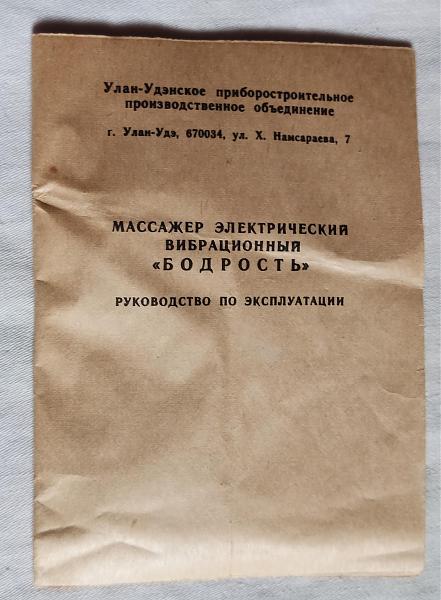 Улан-Удэнское приборостроительное
производственное объединение
г. Улан-Удэ, 670034, ул. Х. Намсараева, 7
МАССАЖЕР ЭЛЕКТРИЧЕСКИЙ
ВИБРАЦИОННЫЙ
«БОДРОСТЬ»
РУКОВОДСТВО ПО ЭКСПЛУАТАЦИИ